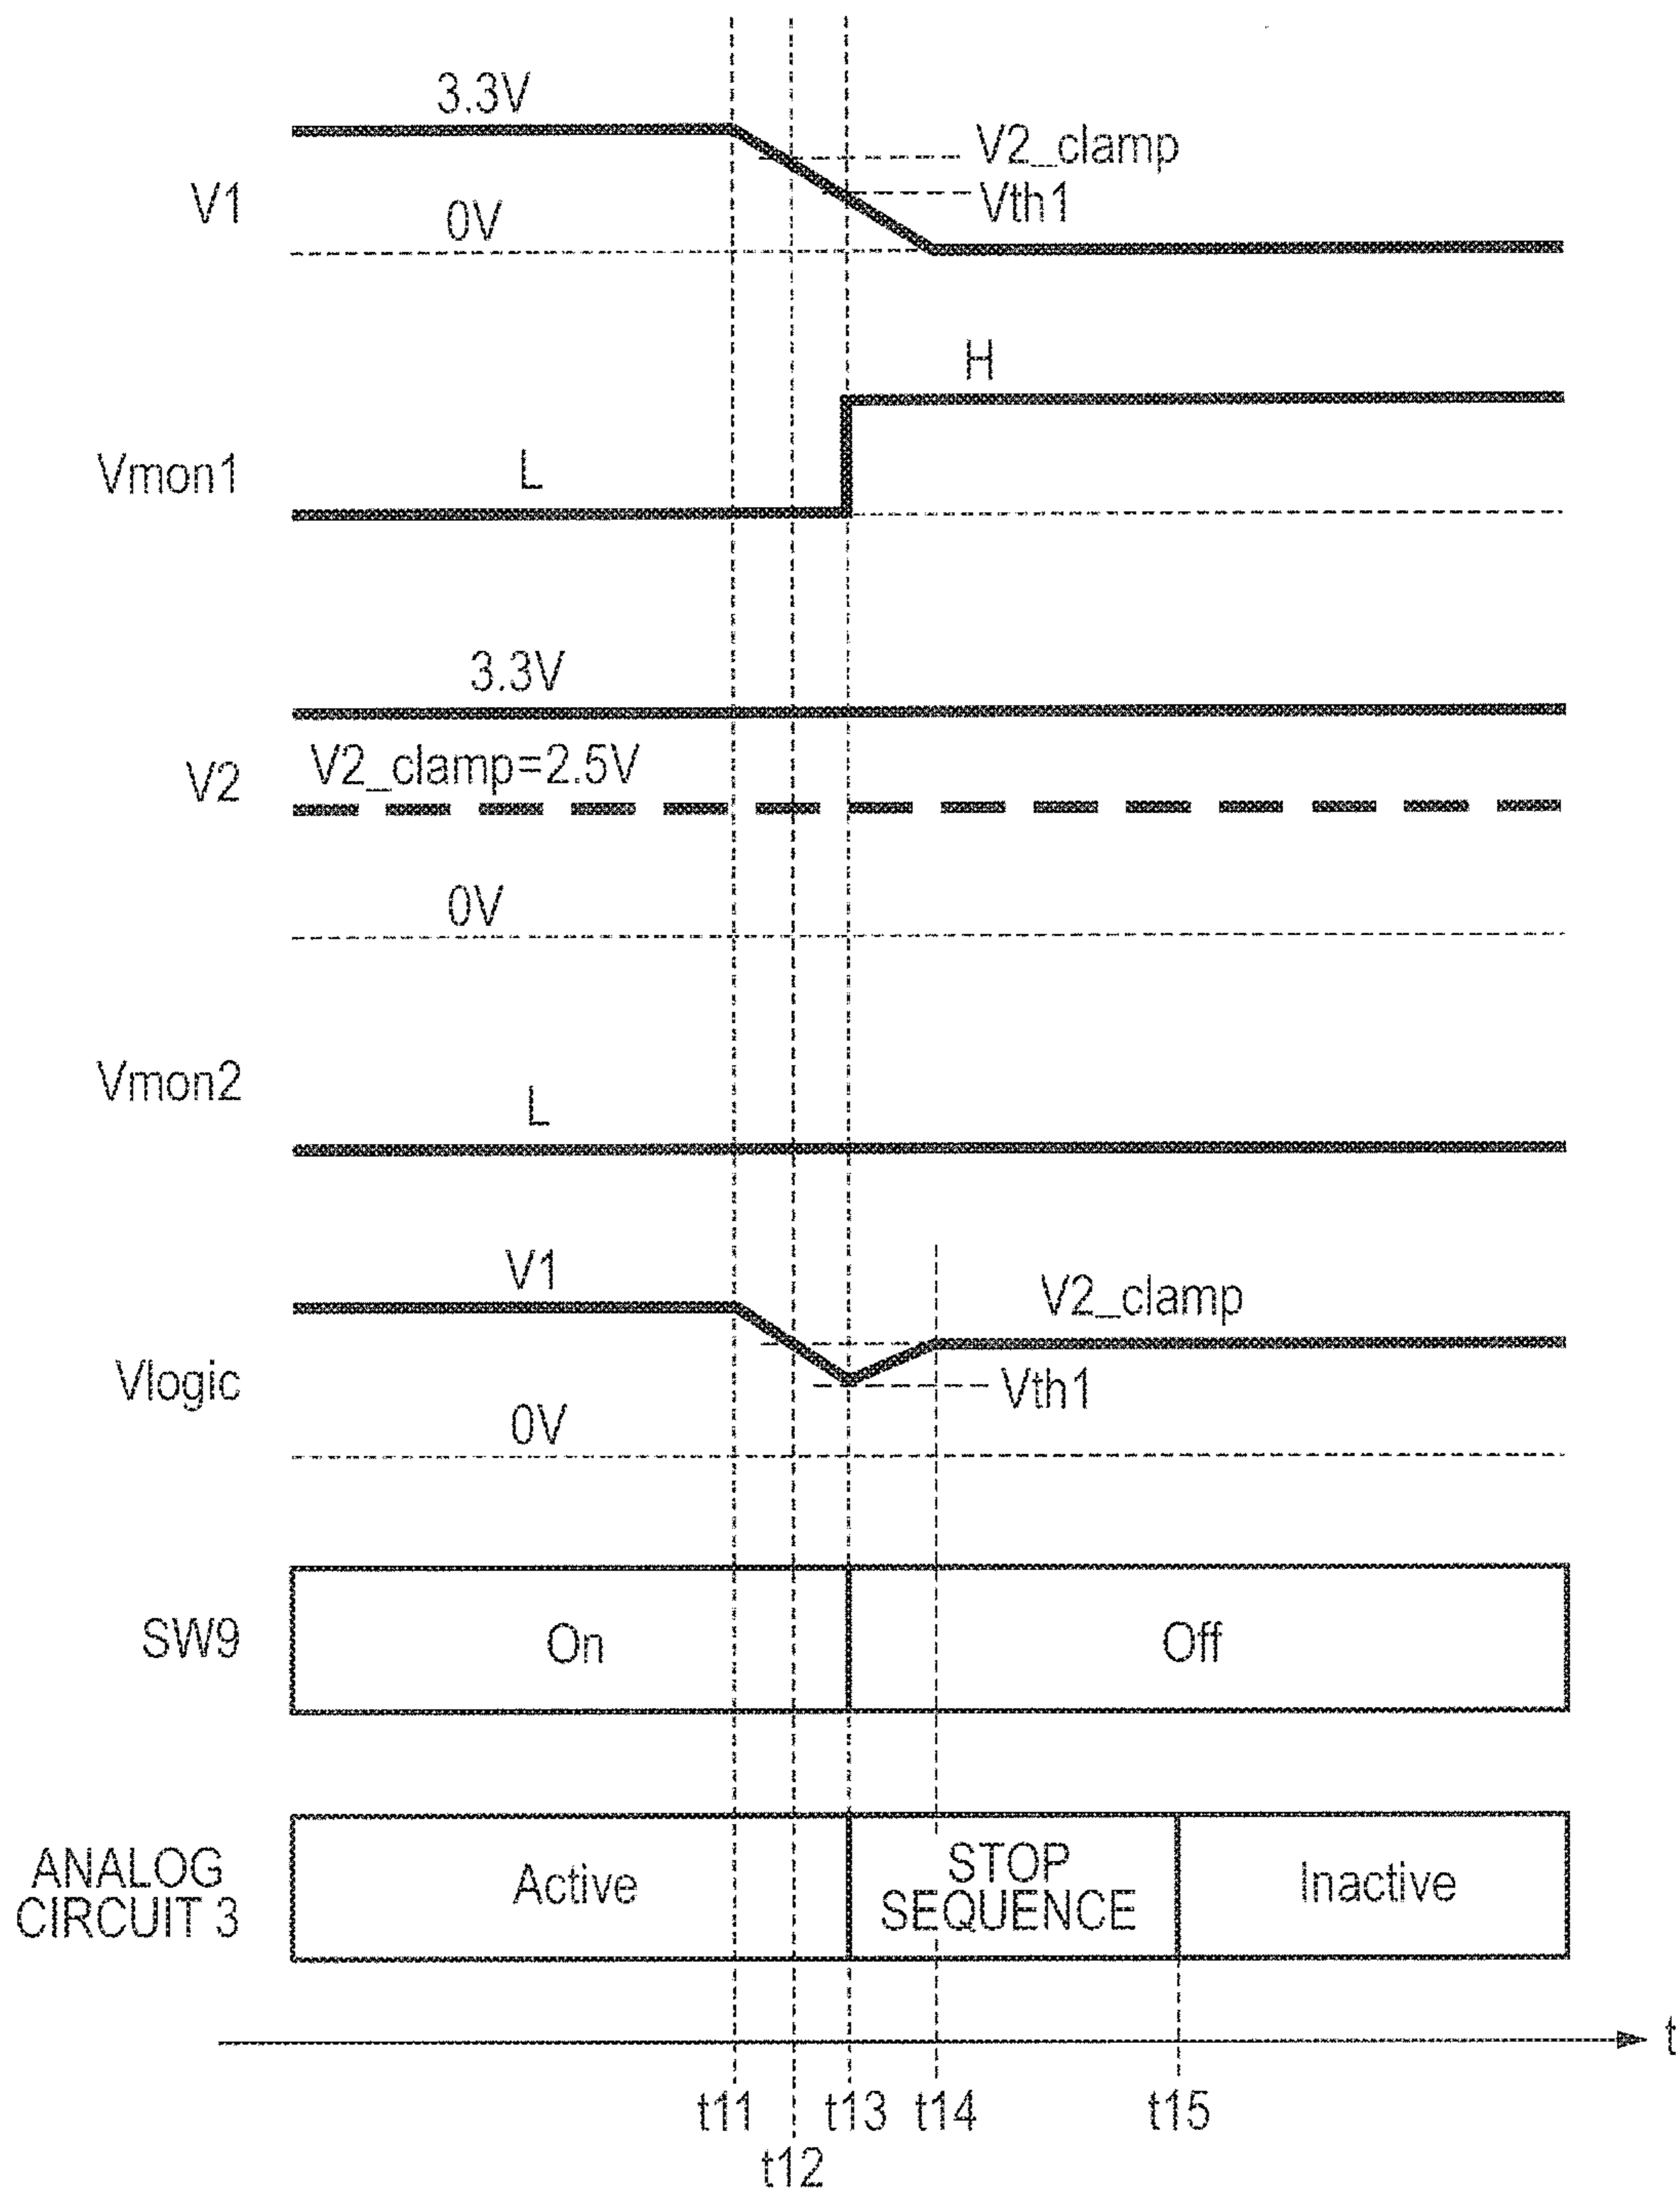 3.3V
V2_clamp
Vth1
V1
0V
H
L
Vmon1
3.3V
V2_clamp=2.5V
V2
0V
Vmon2
L
V1
V2_clamp
Vlogic
Vth1
0V
SW9
On
Off
ANALOG
CIRCUIT 3
Active
STOP
SEQUENCE
Inactive
t
t11
t13
t14
t15
t12